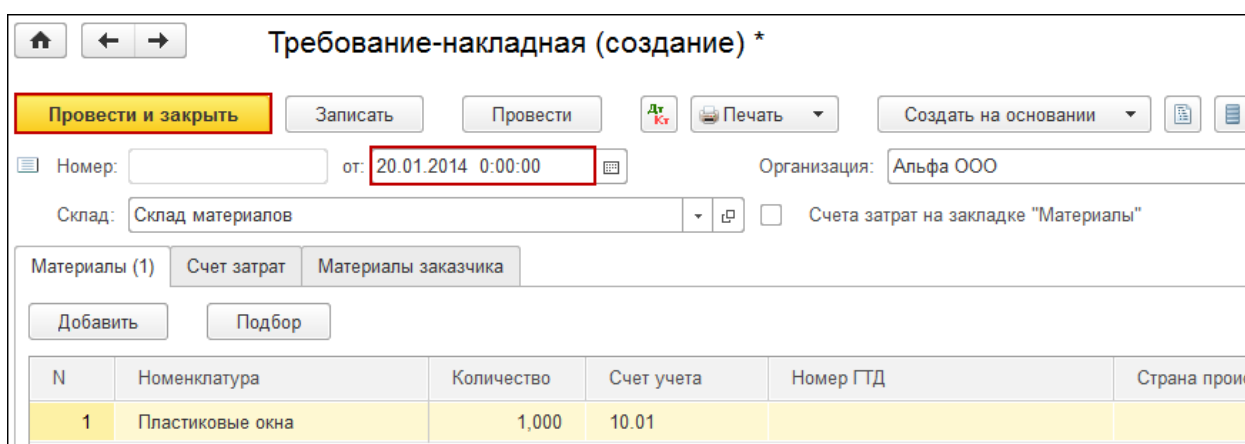 Требование-накладная (создание) *
Провести и закрыть Записать Провести Дт Кт Печать Создать на основании
Номер: от: 20.01.2014 0:00:00 Организация: Альфа ООО
Склад: Склад материалов Счета затрат на закладке "Материалы"
Материалы (1) Счет затрат Материалы заказчика
Добавить Подбор
N Номенклатура Количество Счет учета Номер ГТД Страна прои
1 Пластиковые окна 1,000 10.01